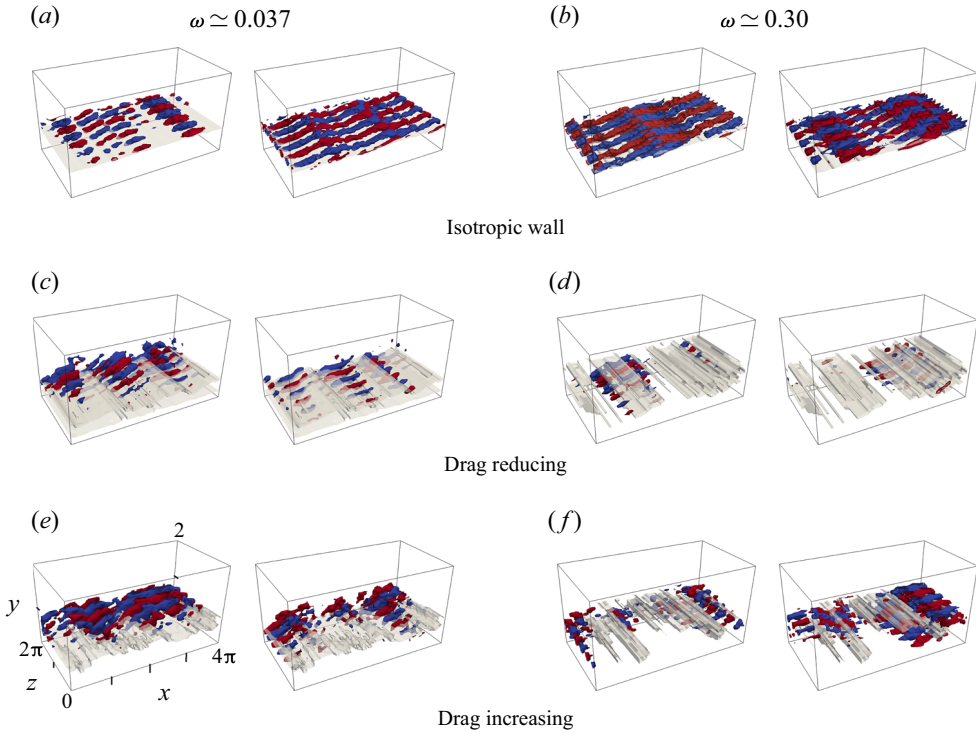 (a) ω ≃ 0.037
(b) ω ≃ 0.30
Isotropic wall
(c)
(d)
Drag reducing
(e)
(f)
2
y
2π
4π
z
x
0
Drag increasing